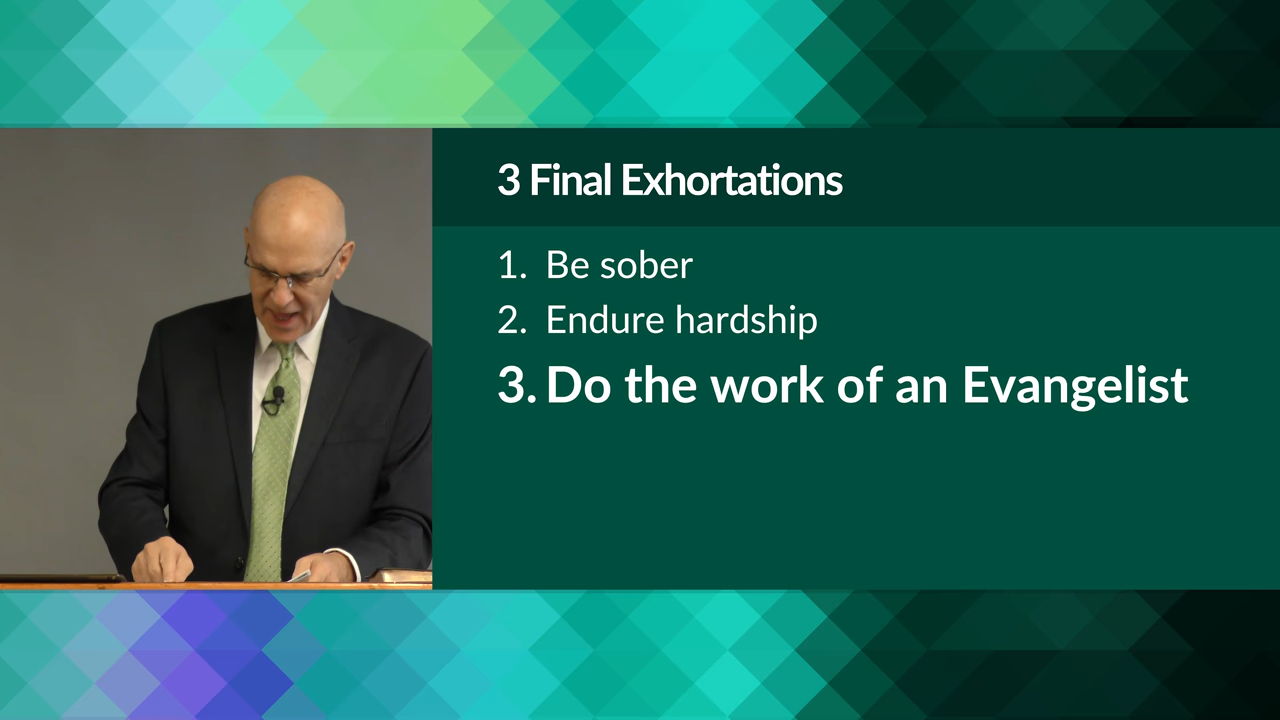 3 Final Exhortations
1. Be sober
2. Endure hardship
3. Do the work of an Evangelist